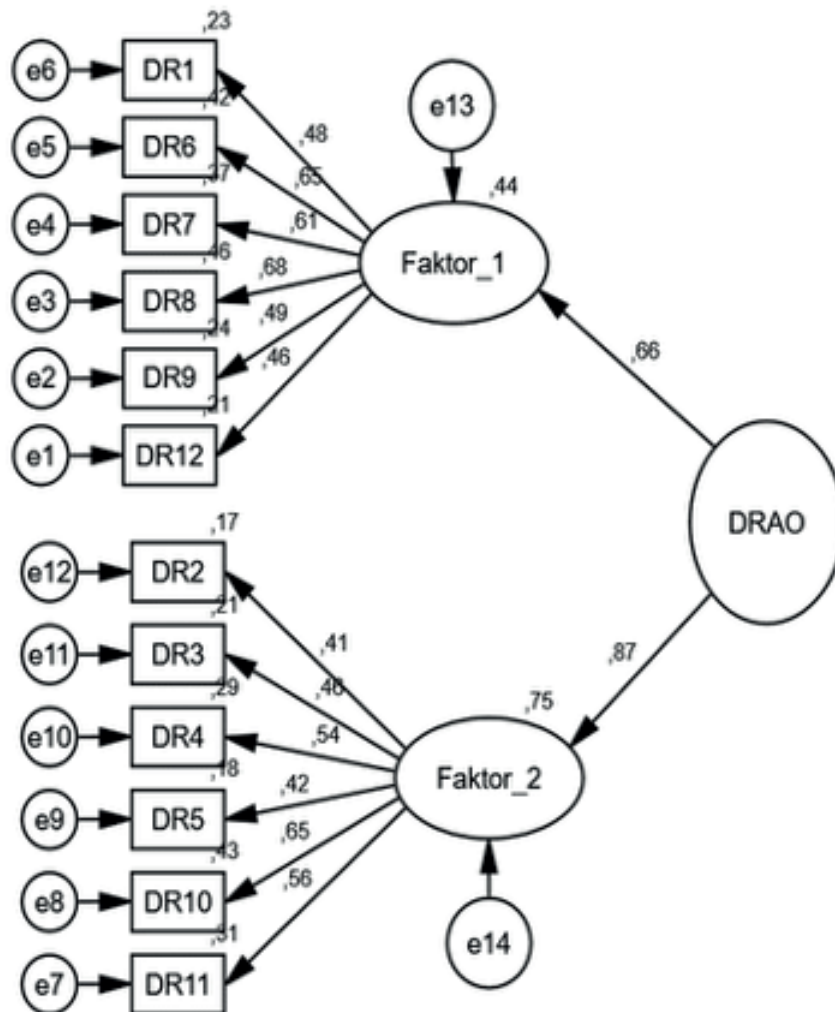 ,23
e6 DR1
,42
e5 DR6
,37
e4 DR7
,46
e3 DR8
,24
e2 DR9
,21
e1 DR12
,48
,65
,61
,68
,49
,46
e13
,44
Faktor_1
,66
DRAO
,87
,17
e12 DR2
,21
e11 DR3
,29
e10 DR4
,18
e9 DR5
,43
e8 DR10
,31
e7 DR11
,41
,46
,54
,42
,65
,56
,75
Faktor_2
e14